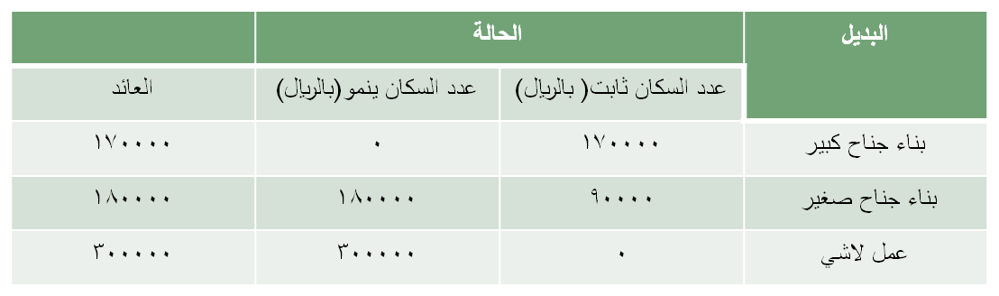 البديل الحالة
عدد السكان ثابت( بالريال) عدد السكان ينمو(بالريال) العائد
بناء جناح كبير ١٧٠٠٠٠ ٠ ١٧٠٠٠٠
بناء جناح صغير ٩٠٠٠٠ ١٨٠٠٠٠ ١٨٠٠٠٠
عمل لاشي ٠ ٣٠٠٠٠٠ ٣٠٠٠٠٠